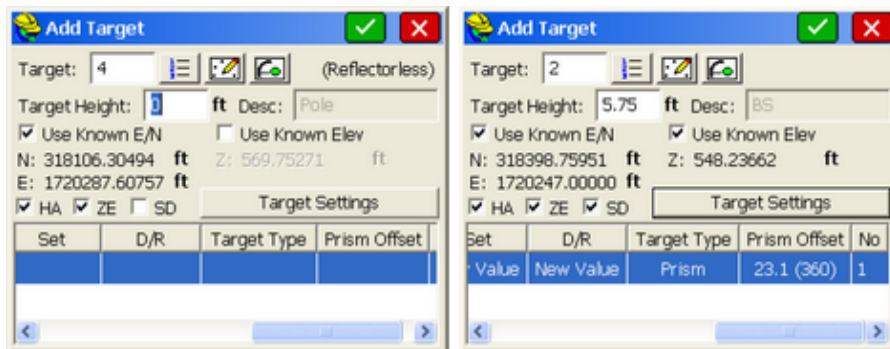 Add Target
Target: 4 (Reflectorless)
Target Height: 0 ft Desc: Pole
Use Known E/N Use Known Elev
N: 318106.30494 ft Z: 569.75271 ft
E: 1720287.60757 ft
HA ZE SD Target Settings
Set D/R Target Type Prism Offset
Add Target
Target: 2
Target Height: 5.75 ft Desc: BS
Use Known E/N Use Known Elev
N: 318398.75951 ft Z: 548.23662 ft
E: 1720247.00000 ft
HA ZE SD Target Settings
Set D/R Target Type Prism Offset No
Value New Value Prism 23.1 (360) 1